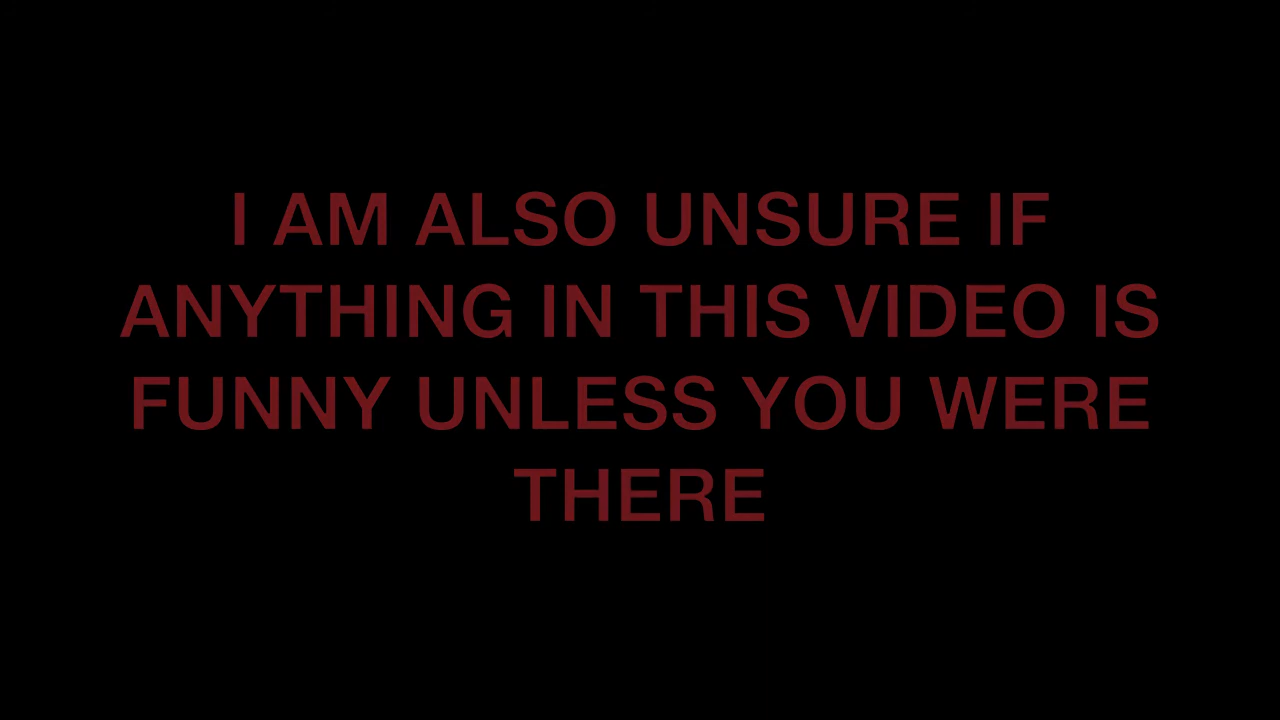 I AM ALSO UNSURE IF
ANYTHING IN THIS VIDEO IS
FUNNY UNLESS YOU WERE
THERE